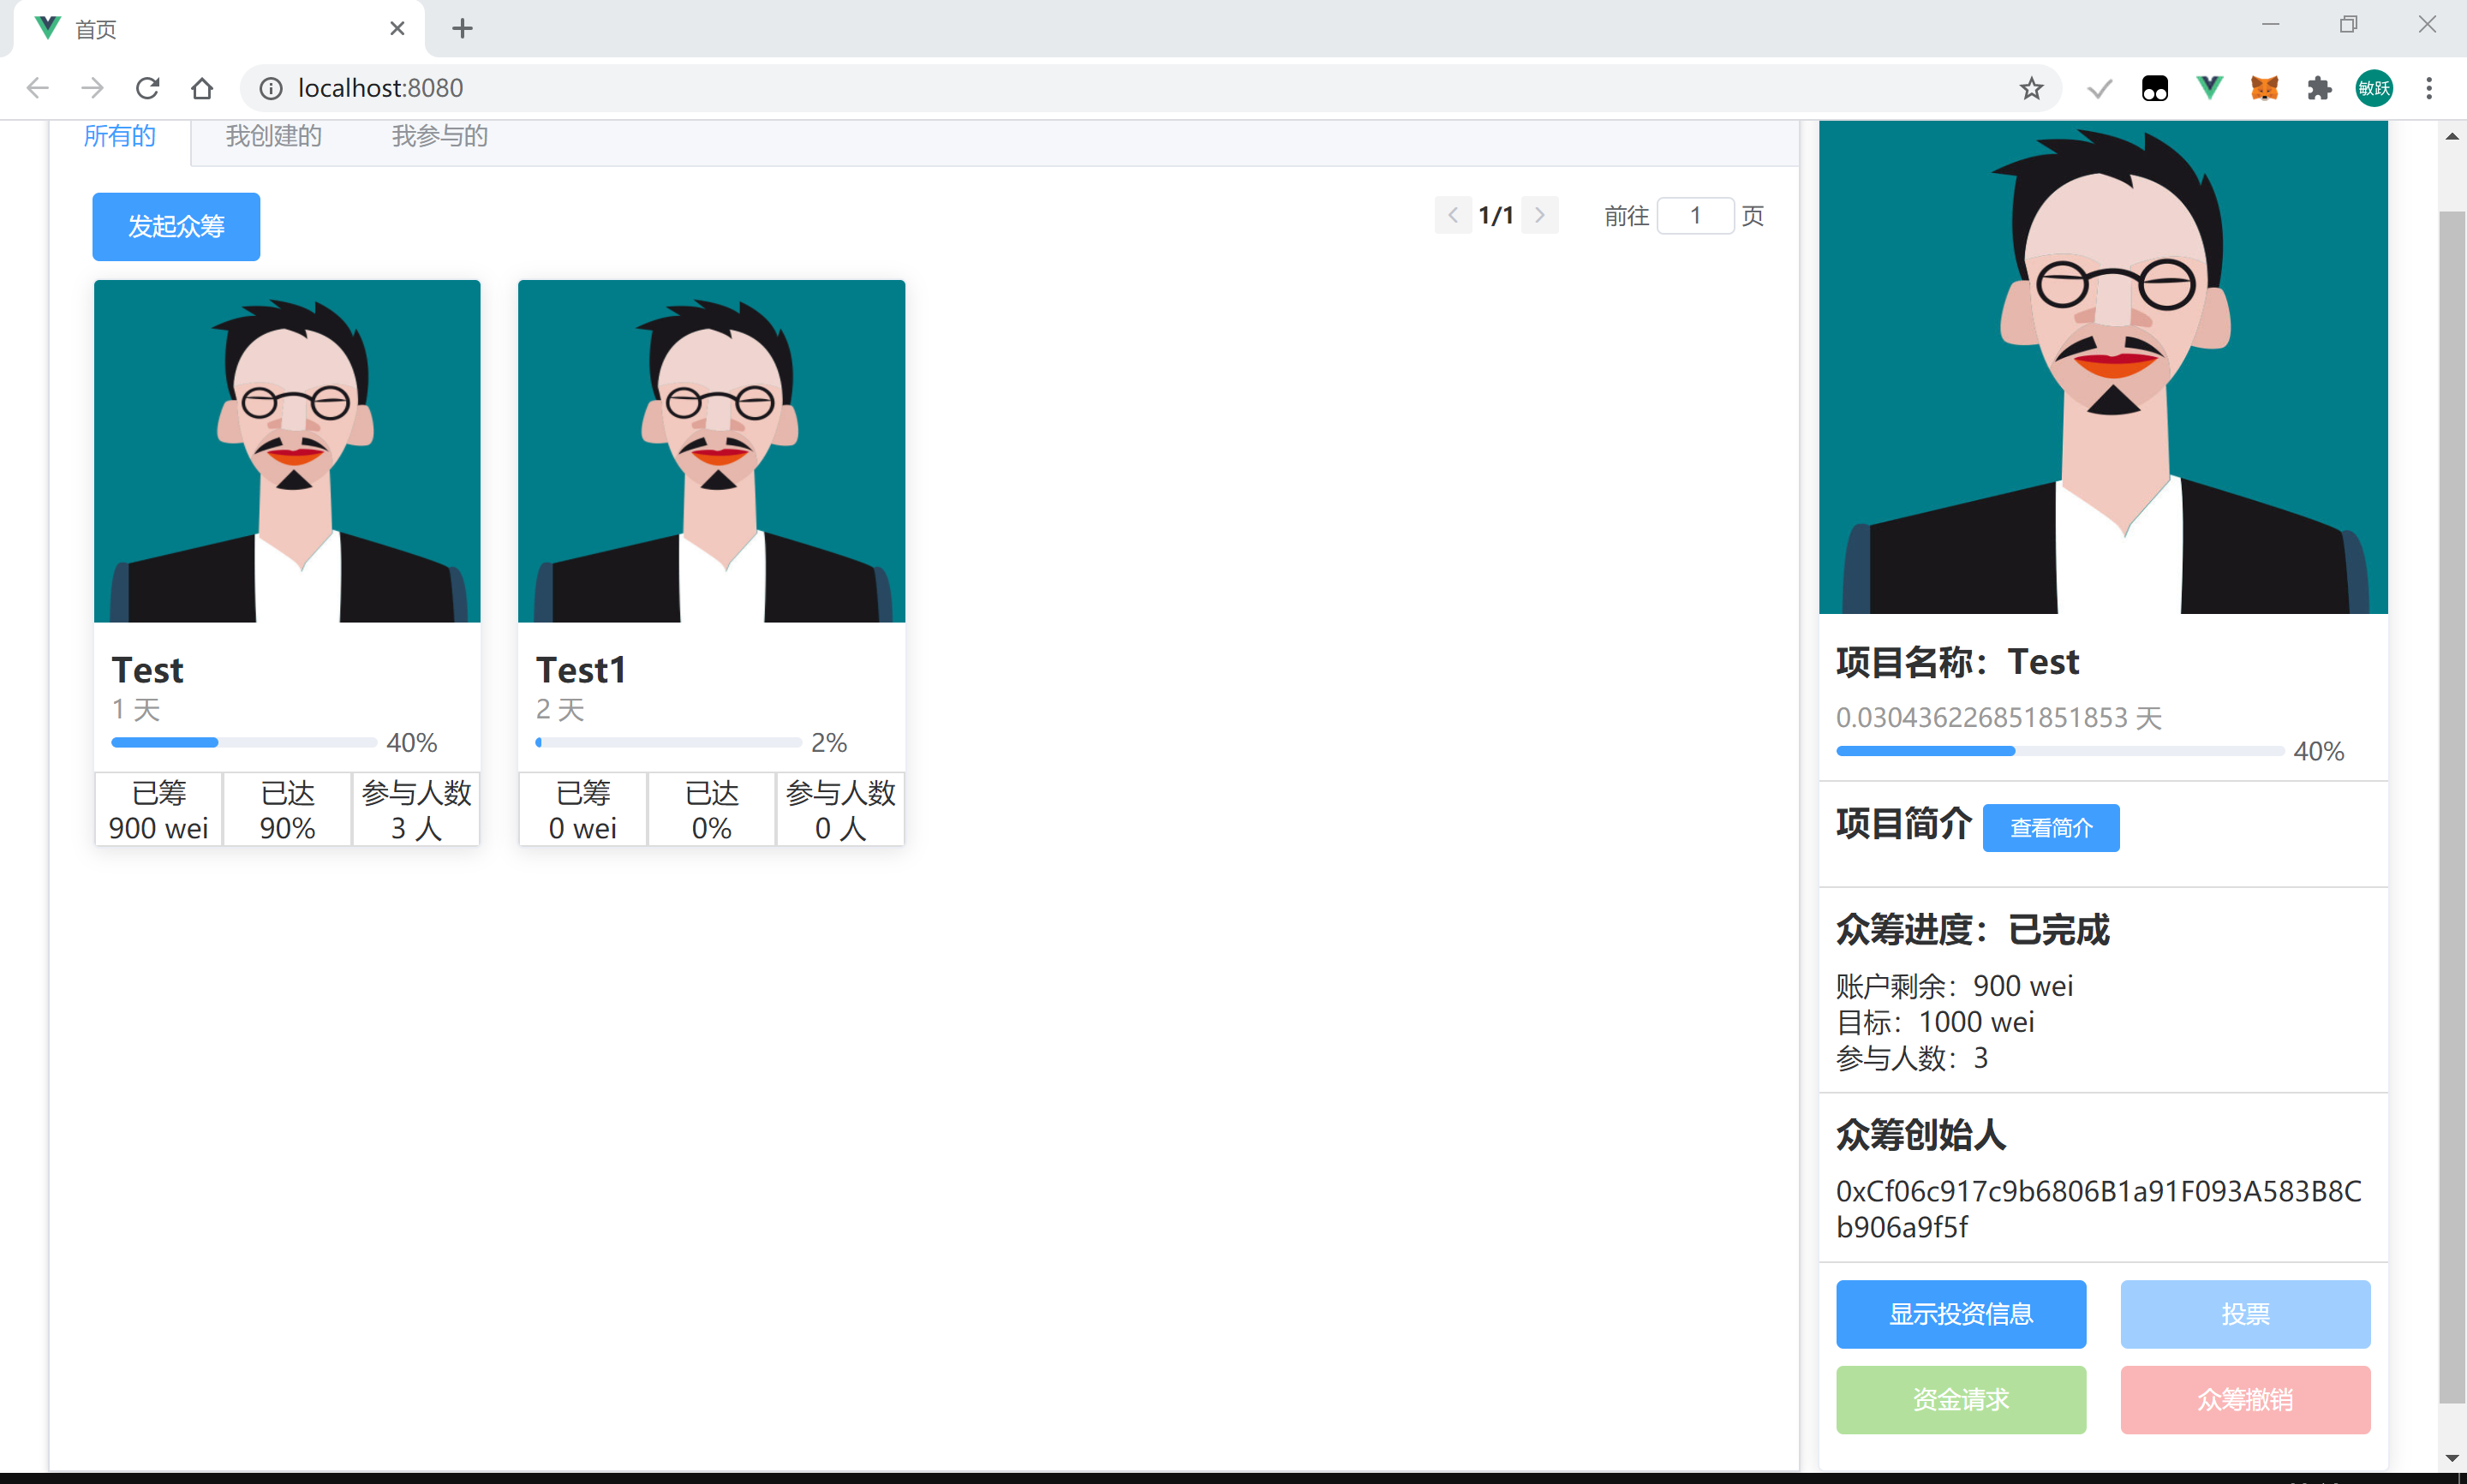 首页
localhost:8080
敏跃
所有的 我创建的 我参与的
发起众筹
1/1 前往 1 页
Test
1 天
40%
已筹 已达 参与人数
900 wei 90% 3 人
Test1
2 天
2%
已筹 已达 参与人数
0 wei 0% 0 人
项目名称：Test
0.030436226851851853 天
40%
项目简介 查看简介
众筹进度：已完成
账户剩余：900 wei
目标：1000 wei
参与人数：3
众筹创始人
0xCf06c917c9b6806B1a91F093A583B8C
b906a9f5f
显示投资信息 投票
资金请求 众筹撤销